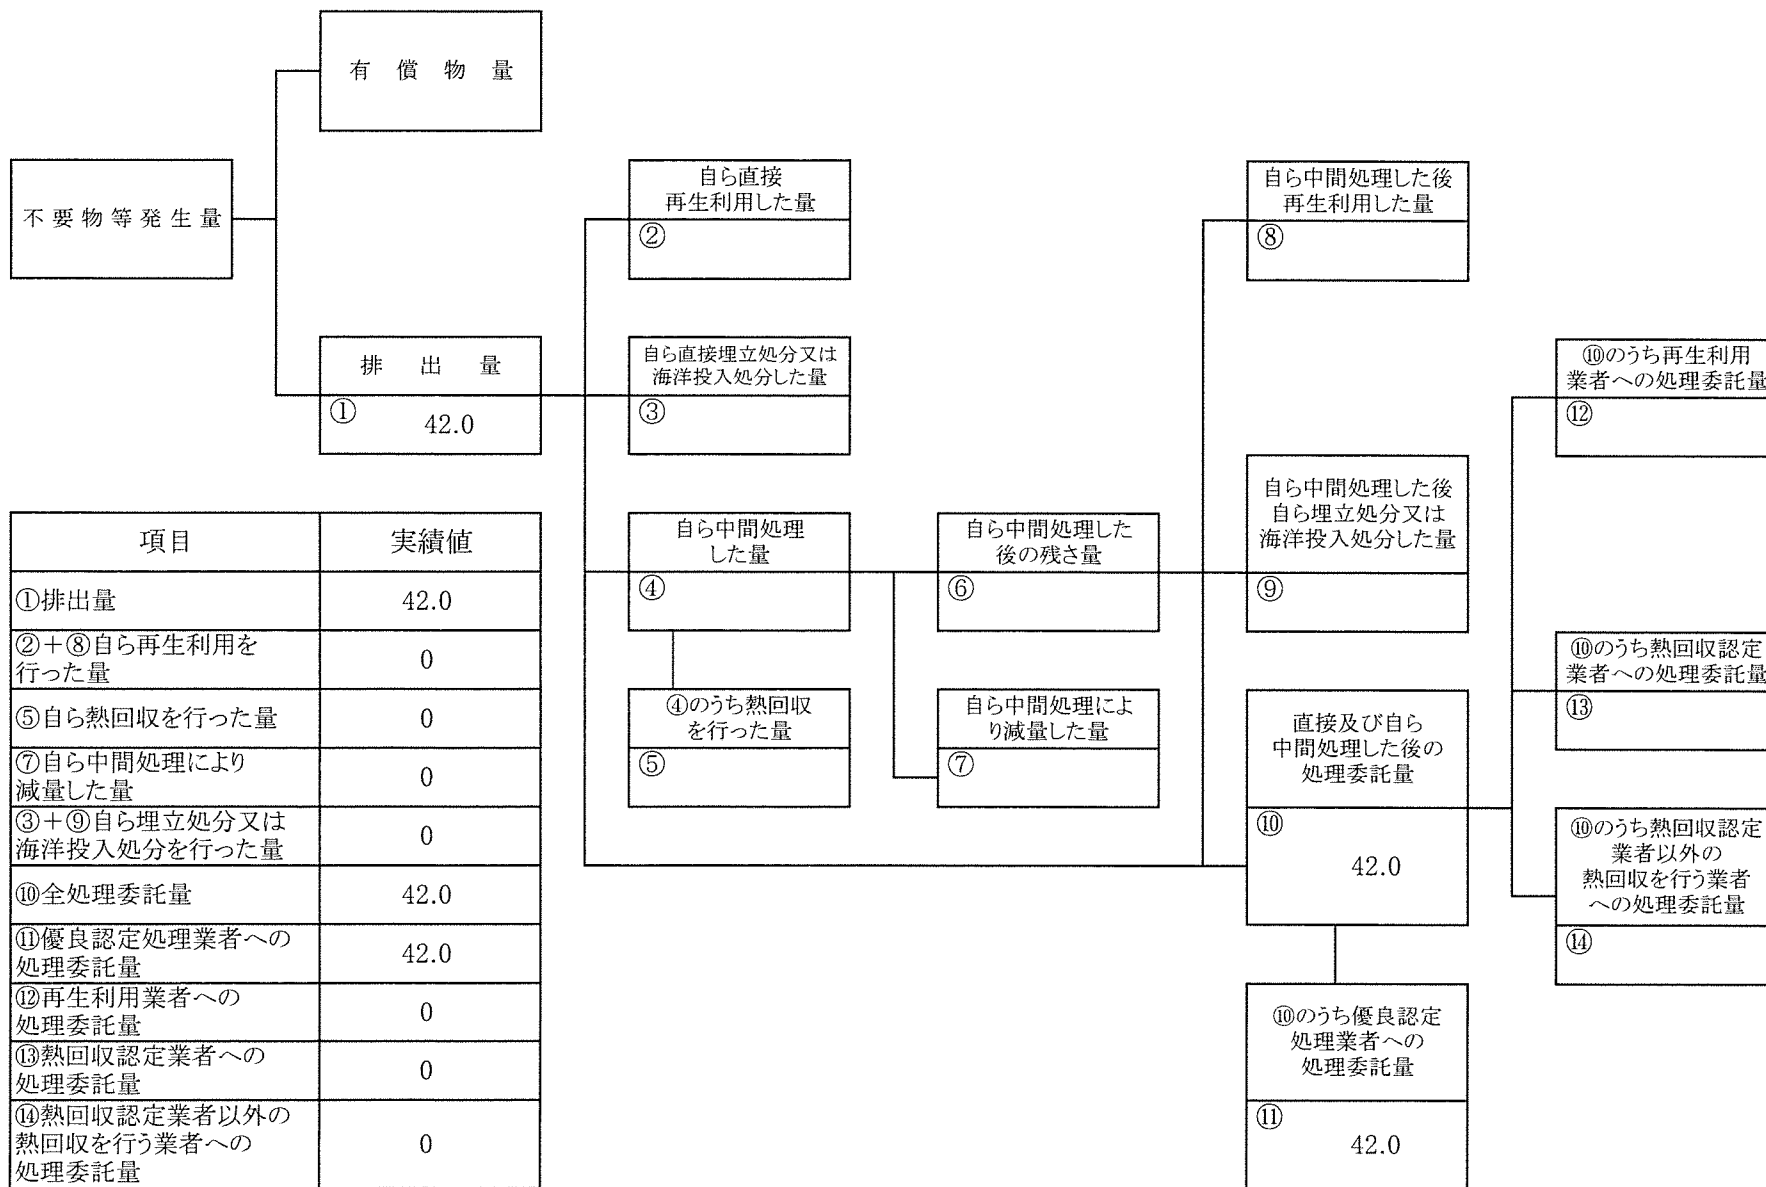 有償物量
不要物等発生量
自ら直接
再生利用した量
②
自ら中間処理した後
再生利用した量
⑧
排出量
① 42.0
自ら直接埋立処分又は
海洋投入処分した量
③
⑩のうち再生利用
業者への処理委託量
⑫
自ら中間処理した後
自ら埋立処分又は
海洋投入処分した量
⑨
自ら中間処理
した量
④
自ら中間処理した
後の残さ量
⑥
⑩のうち熱回収認定
業者への処理委託量
⑬
④のうち熱回収
を行った量
⑤
自ら中間処理によ
り減量した量
⑦
直接及び自ら
中間処理した後の
処理委託量
⑩
42.0
⑩のうち熱回収認定
業者以外の
熱回収を行う業者
への処理委託量
⑭
⑩のうち優良認定
処理業者への
処理委託量
⑪
42.0
項目 実績値
①排出量 42.0
②+⑧自ら再生利用を
行った量 0
⑤自ら熱回収を行った量 0
⑦自ら中間処理により
減量した量 0
③+⑨自ら埋立処分又は
海洋投入処分を行った量 0
⑩全処理委託量 42.0
⑪優良認定処理業者への
処理委託量 42.0
⑫再生利用業者への
処理委託量 0
⑬熱回収認定業者への
処理委託量 0
⑭熱回収認定業者以外の
熱回収を行う業者への
処理委託量 0